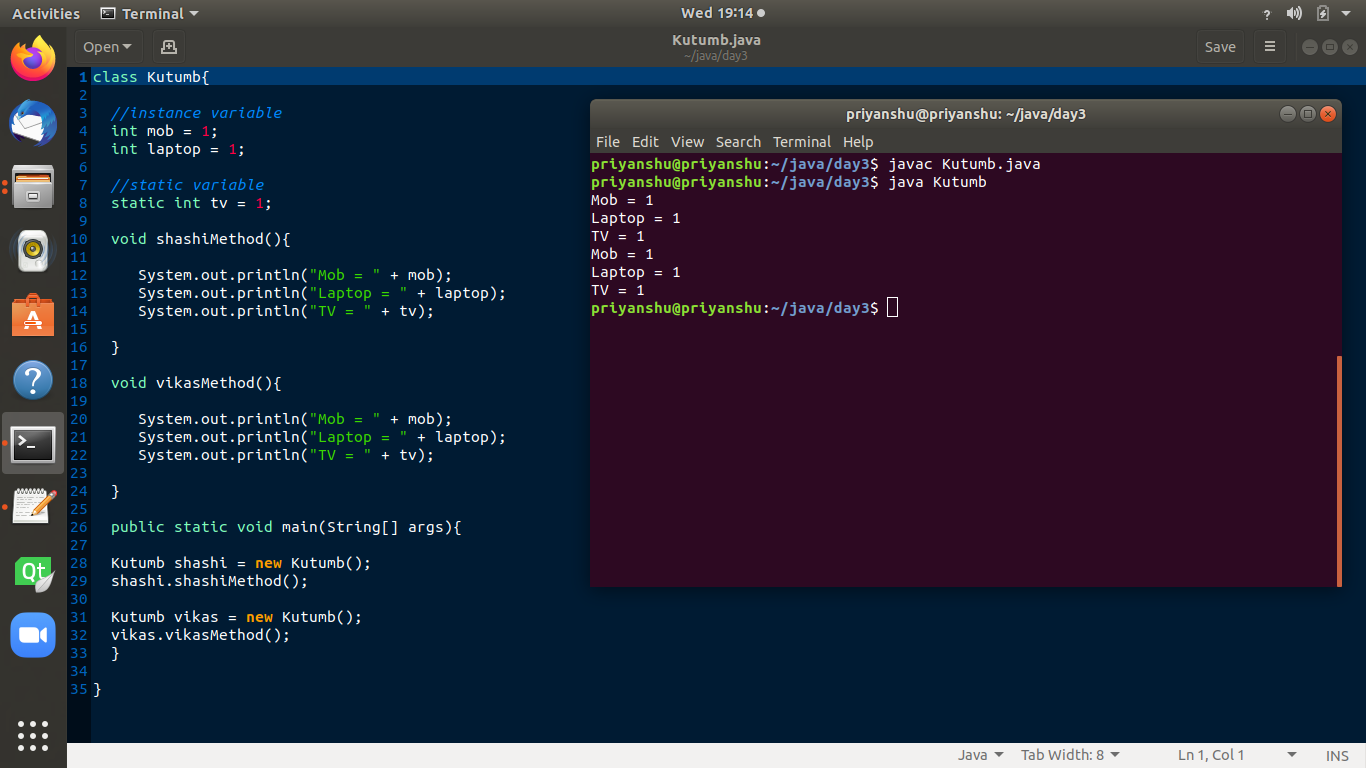 Activities Terminal Wed 19:14 ?
Open Kutumb.java Save
~/java/day3
1 class Kutumb{
2
3 //instance variable
4 int mob = 1;
5 int laptop = 1;
6
7 //static variable
8 static int tv = 1;
9
10 void shashiMethod(){
11
12 System.out.println("Mob = " + mob);
13 System.out.println("Laptop = " + laptop);
14 System.out.println("TV = " + tv);
15
16 }
17
18 void vikasMethod(){
19
20 System.out.println("Mob = " + mob);
21 System.out.println("Laptop = " + laptop);
22 System.out.println("TV = " + tv);
23
24 }
25
26 public static void main(String[] args){
27
28 Kutumb shashi = new Kutumb();
29 shashi.shashiMethod();
30
31 Kutumb vikas = new Kutumb();
32 vikas.vikasMethod();
33 }
34
35 }
priyanshu@priyanshu: ~/java/day3
File Edit View Search Terminal Help
priyanshu@priyanshu:~/java/day3$ javac Kutumb.java
priyanshu@priyanshu:~/java/day3$ java Kutumb
Mob = 1
Laptop = 1
TV = 1
Mob = 1
Laptop = 1
TV = 1
priyanshu@priyanshu:~/java/day3$
A
?
>_
Qt
Java Tab Width: 8 Ln 1, Col 1 INS